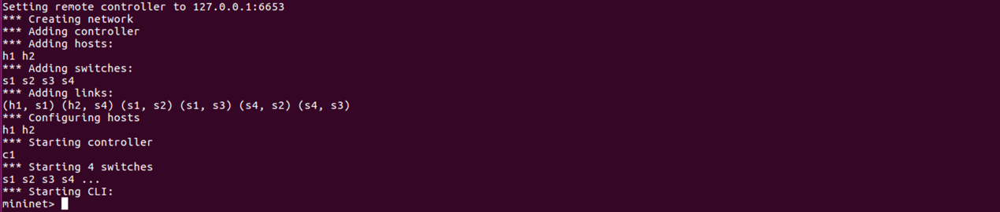 Setting remote controller to 127.0.0.1:6653
*** Creating network
*** Adding controller
*** Adding hosts:
h1 h2
*** Adding switches:
s1 s2 s3 s4
*** Adding links:
(h1, s1) (h2, s4) (s1, s2) (s1, s3) (s4, s2) (s4, s3)
*** Configuring hosts
h1 h2
*** Starting controller
c1
*** Starting 4 switches
s1 s2 s3 s4 ...
*** Starting CLI:
mininet>